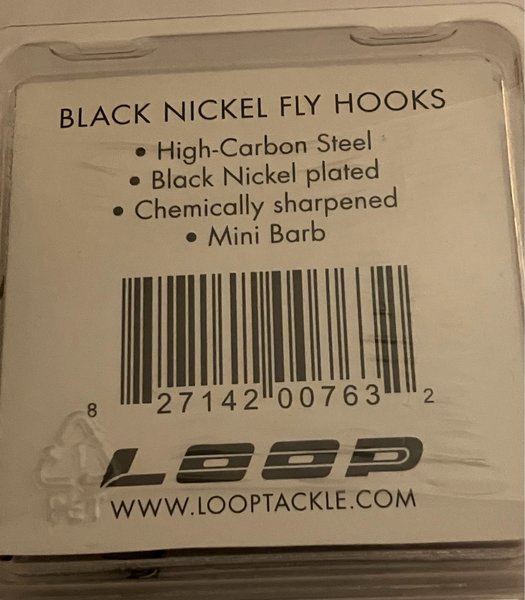 BLACK NICKEL FLY HOOKS
• High-Carbon Steel
• Black Nickel plated
• Chemically sharpened
• Mini Barb
8 27142 00763 2
LOOP
WWW.LOOPTACKLE.COM
PET